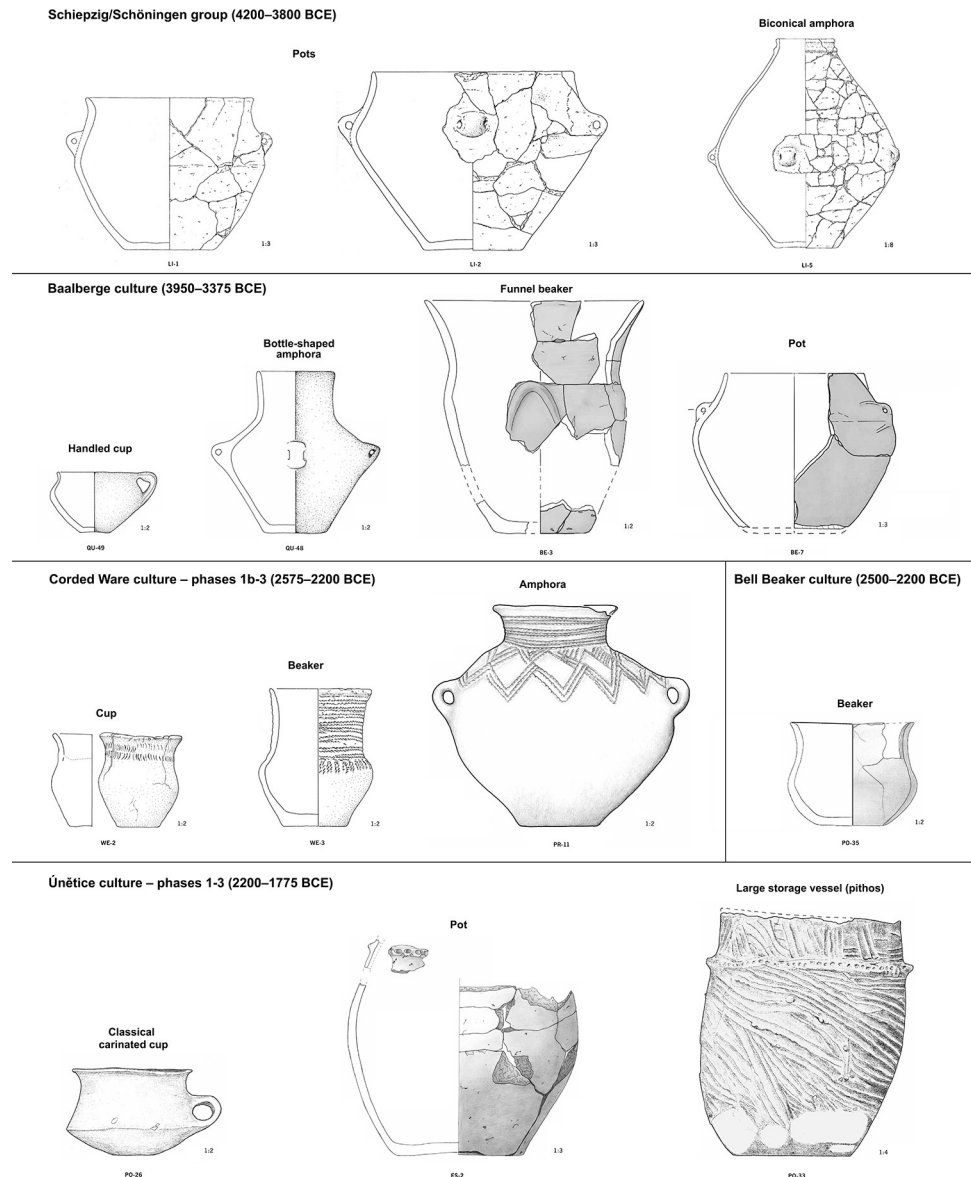 Schiepzig/Schöningen group (4200–3800 BCE)
Pots
Biconical amphora
1:3
1:3
1:8
LI-1
LI-2
LI-5
Baalberge culture (3950–3375 BCE)
Funnel beaker
Bottle-shaped
amphora
Pot
Handled cup
1:2
1:2
1:2
1:3
QU-49
QU-48
BE-3
BE-7
Corded Ware culture – phases 1b-3 (2575–2200 BCE)
Bell Beaker culture (2500–2200 BCE)
Amphora
Beaker
Cup
Beaker
1:2
1:2
1:2
1:2
WE-2
WE-3
PR-11
PO-35
Únětice culture – phases 1-3 (2200–1775 BCE)
Large storage vessel (pithos)
Pot
Classical
carinated cup
1:2
1:3
1:4
PO-26
ES-2
PO-33